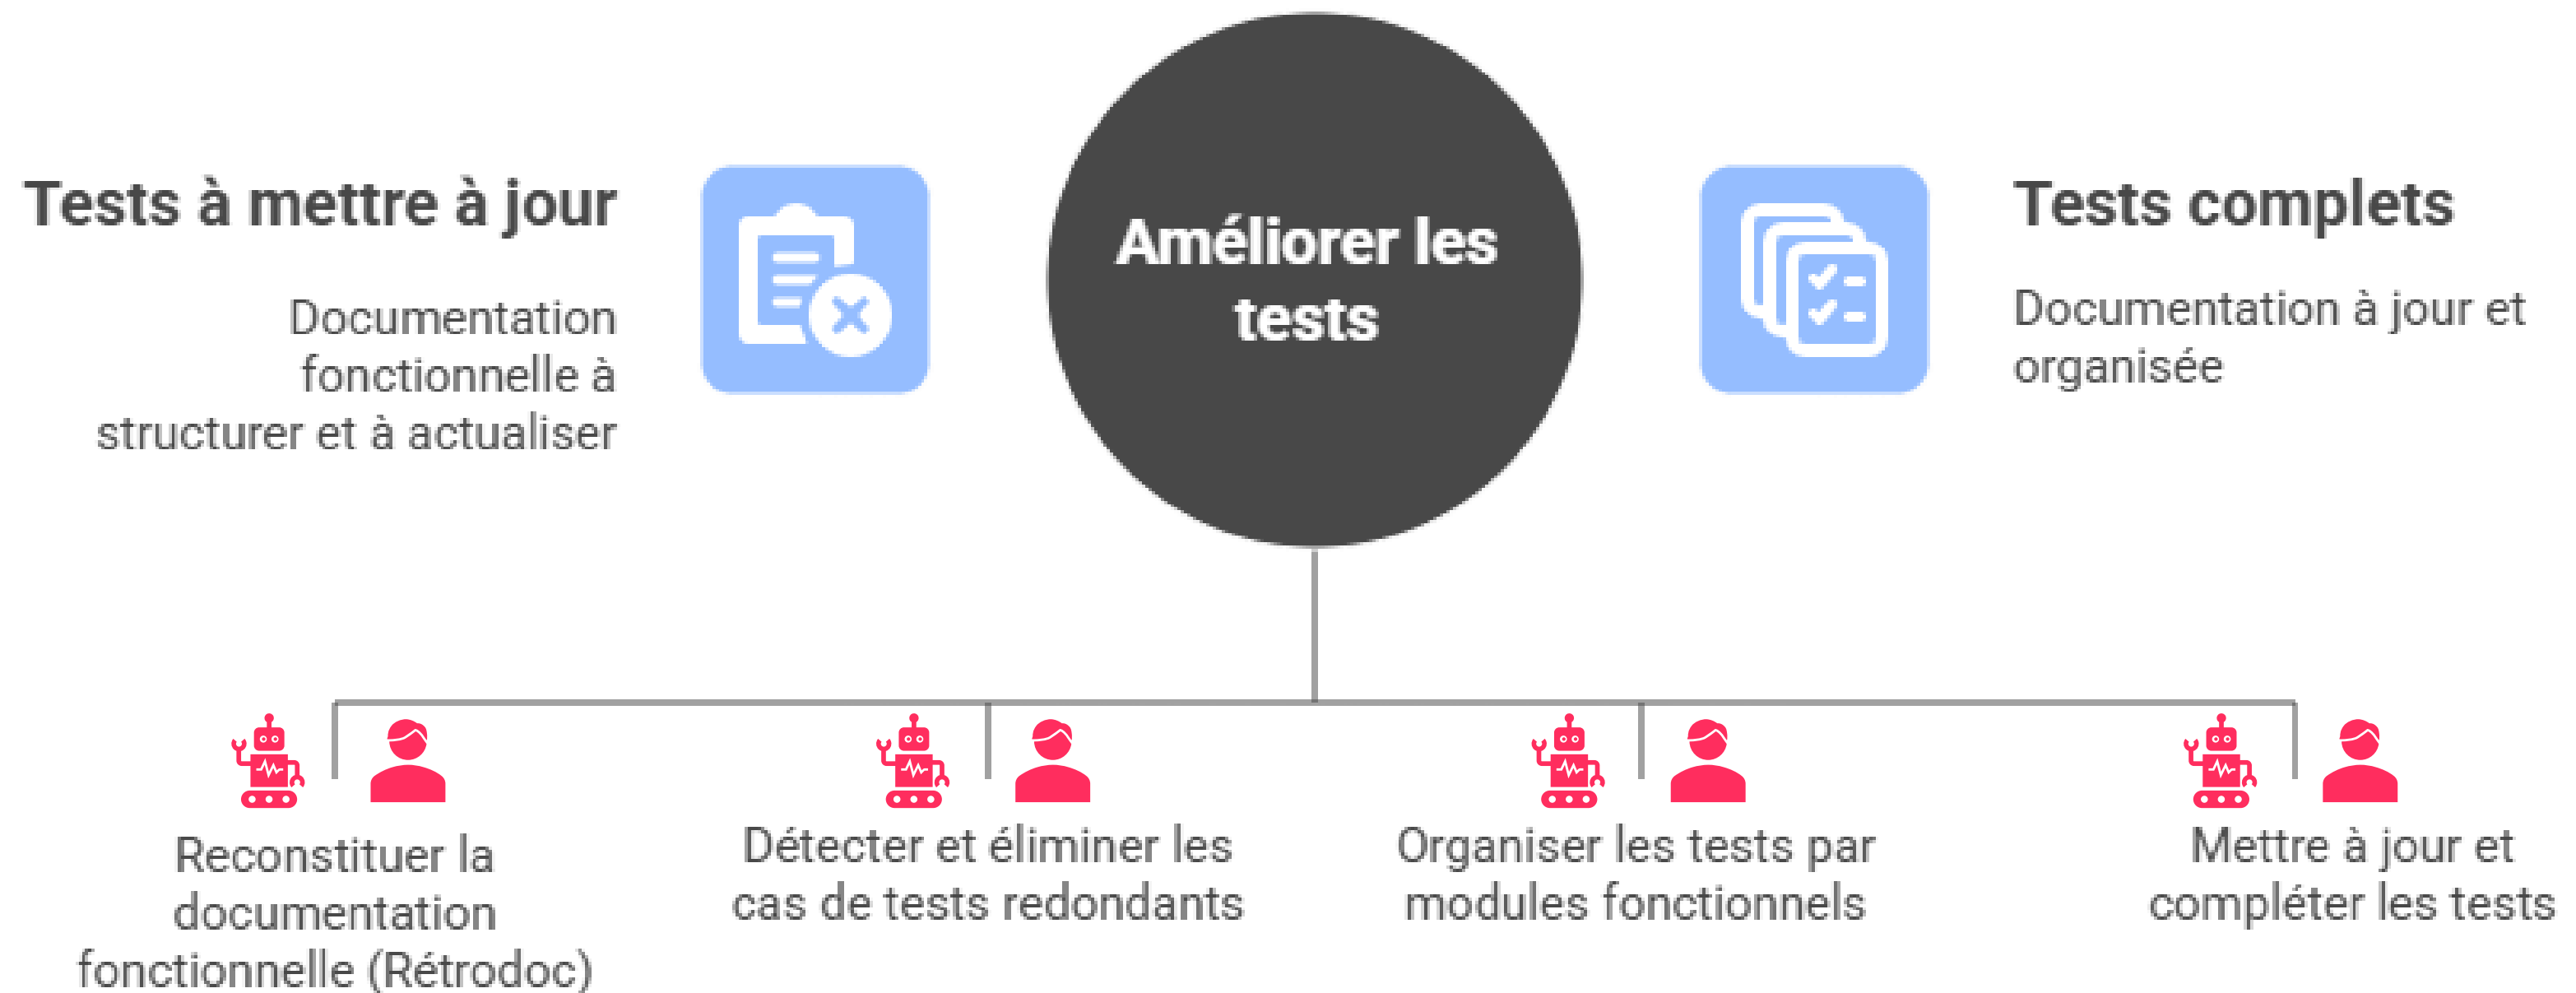 Tests à mettre à jour
Documentation
fonctionnelle à
structurer et à actualiser
Améliorer les
tests
Tests complets
Documentation à jour et
organisée
Reconstituer la
documentation
fonctionnelle (Rétrodoc)
Détecter et éliminer les
cas de tests redondants
Organiser les tests par
modules fonctionnels
Mettre à jour et
compléter les tests